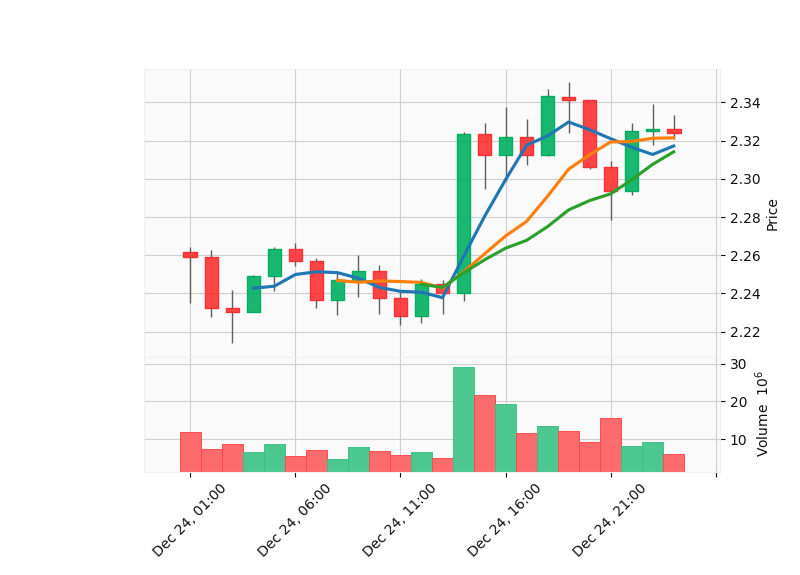 2.34
2.32
2.30
2.28
2.26
2.24
2.22
Price
30
20
10
Volume 10^6
Dec 24, 01:00
Dec 24, 06:00
Dec 24, 11:00
Dec 24, 16:00
Dec 24, 21:00